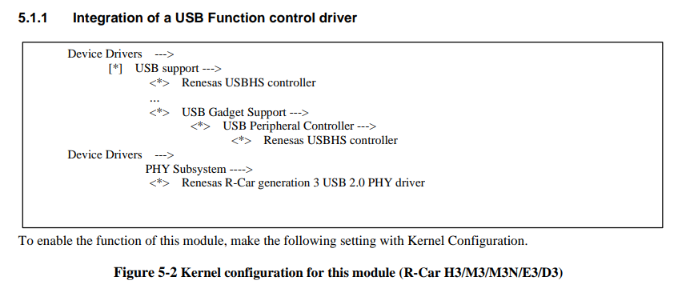 5.1.1 Integration of a USB Function control driver
Device Drivers --->
[*] USB support --->
<*> Renesas USBHS controller
...
<*> USB Gadget Support --->
<*> USB Peripheral Controller --->
<*> Renesas USBHS controller
Device Drivers --->
PHY Subsystem ---->
<*> Renesas R-Car generation 3 USB 2.0 PHY driver
To enable the function of this module, make the following setting with Kernel Configuration.
Figure 5-2 Kernel configuration for this module (R-Car H3/M3/M3N/E3/D3)